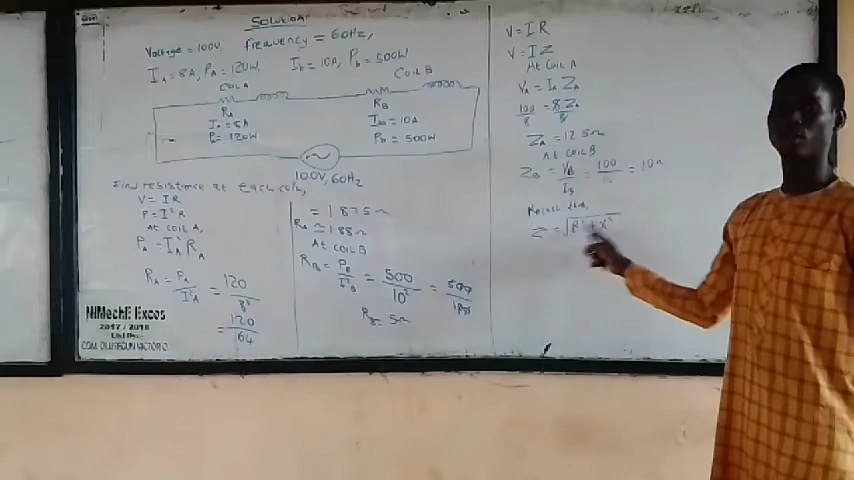 SOLUTION
Voltage = 100V, frequency = 60Hz,
I_A = 8A, P_A = 120W, I_b = 10A, P_b = 500W
COIL A
COIL B
R_A
I_A = 8A
P = 120W
R_B
I_b = 10A
P_b = 500W
100V, 60Hz
Find resistance at each coil,
V = IR
P = I²R
At COIL A,
P_A = I_A² R_A
R_A = P_A / I²_A = 120 / 8²
= 120 / 64
= 1.875Ω
R_A ≈ 1.88Ω
At COIL B
R_B = P_B / I²_B = 500 / 10² = 500 / 100
R_B = 5Ω
NIMechE Excos
2017 / 2018
V = IR
V = IZ
At COIL A
V_A = I_A Z_A
100 / 8 = 8Z_A / 8
Z_A = 12.5Ω
At COIL B
Z_B = V_B / I_B = 100 / 10 = 10Ω
Recall that,
Z = √R² + X²